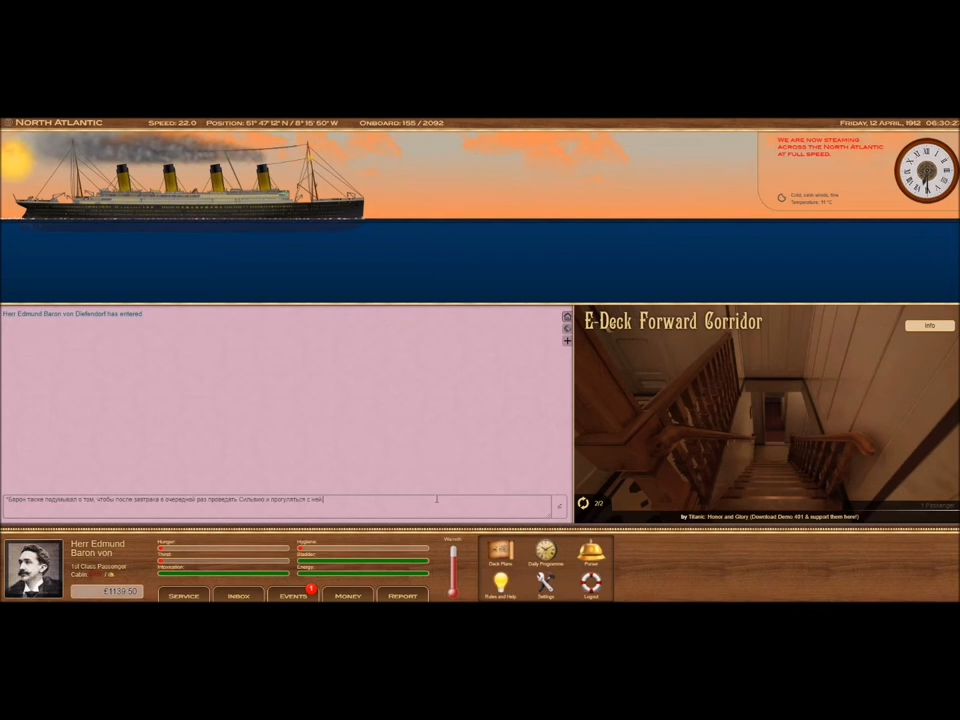 NORTH ATLANTIC
SPEED: 22.0 POSITION: 51° 47' 12" N / 8° 15' 50" W ONBOARD: 155 / 2092
FRIDAY, 12 APRIL, 1912 06:30:2
WE ARE NOW STEAMING
ACROSS THE NORTH ATLANTIC
AT FULL SPEED.
Cold, calm winds, fine
Temperature: 11 °C
Herr Edmund Baron von Diefendorf has entered
*Барон также подумывал о том, чтобы после завтрака в очередной раз проведать Сильвию и прогуляться с ней
E-Deck Forward Corridor
Info
2/2
1 Passenger
by Titanic: Honor and Glory (Download Demo 401 & support them here!)
Herr Edmund
Baron von
1st Class Passenger
Cabin: /
£1139.50
Hunger:
Thirst:
Intoxication:
Hygiene:
Bladder:
Energy:
Warmth:
SERVICE
INBOX
EVENTS
1
MONEY
REPORT
Deck Plans
Daily Programme
Purser
Rules and Help
Settings
Logout